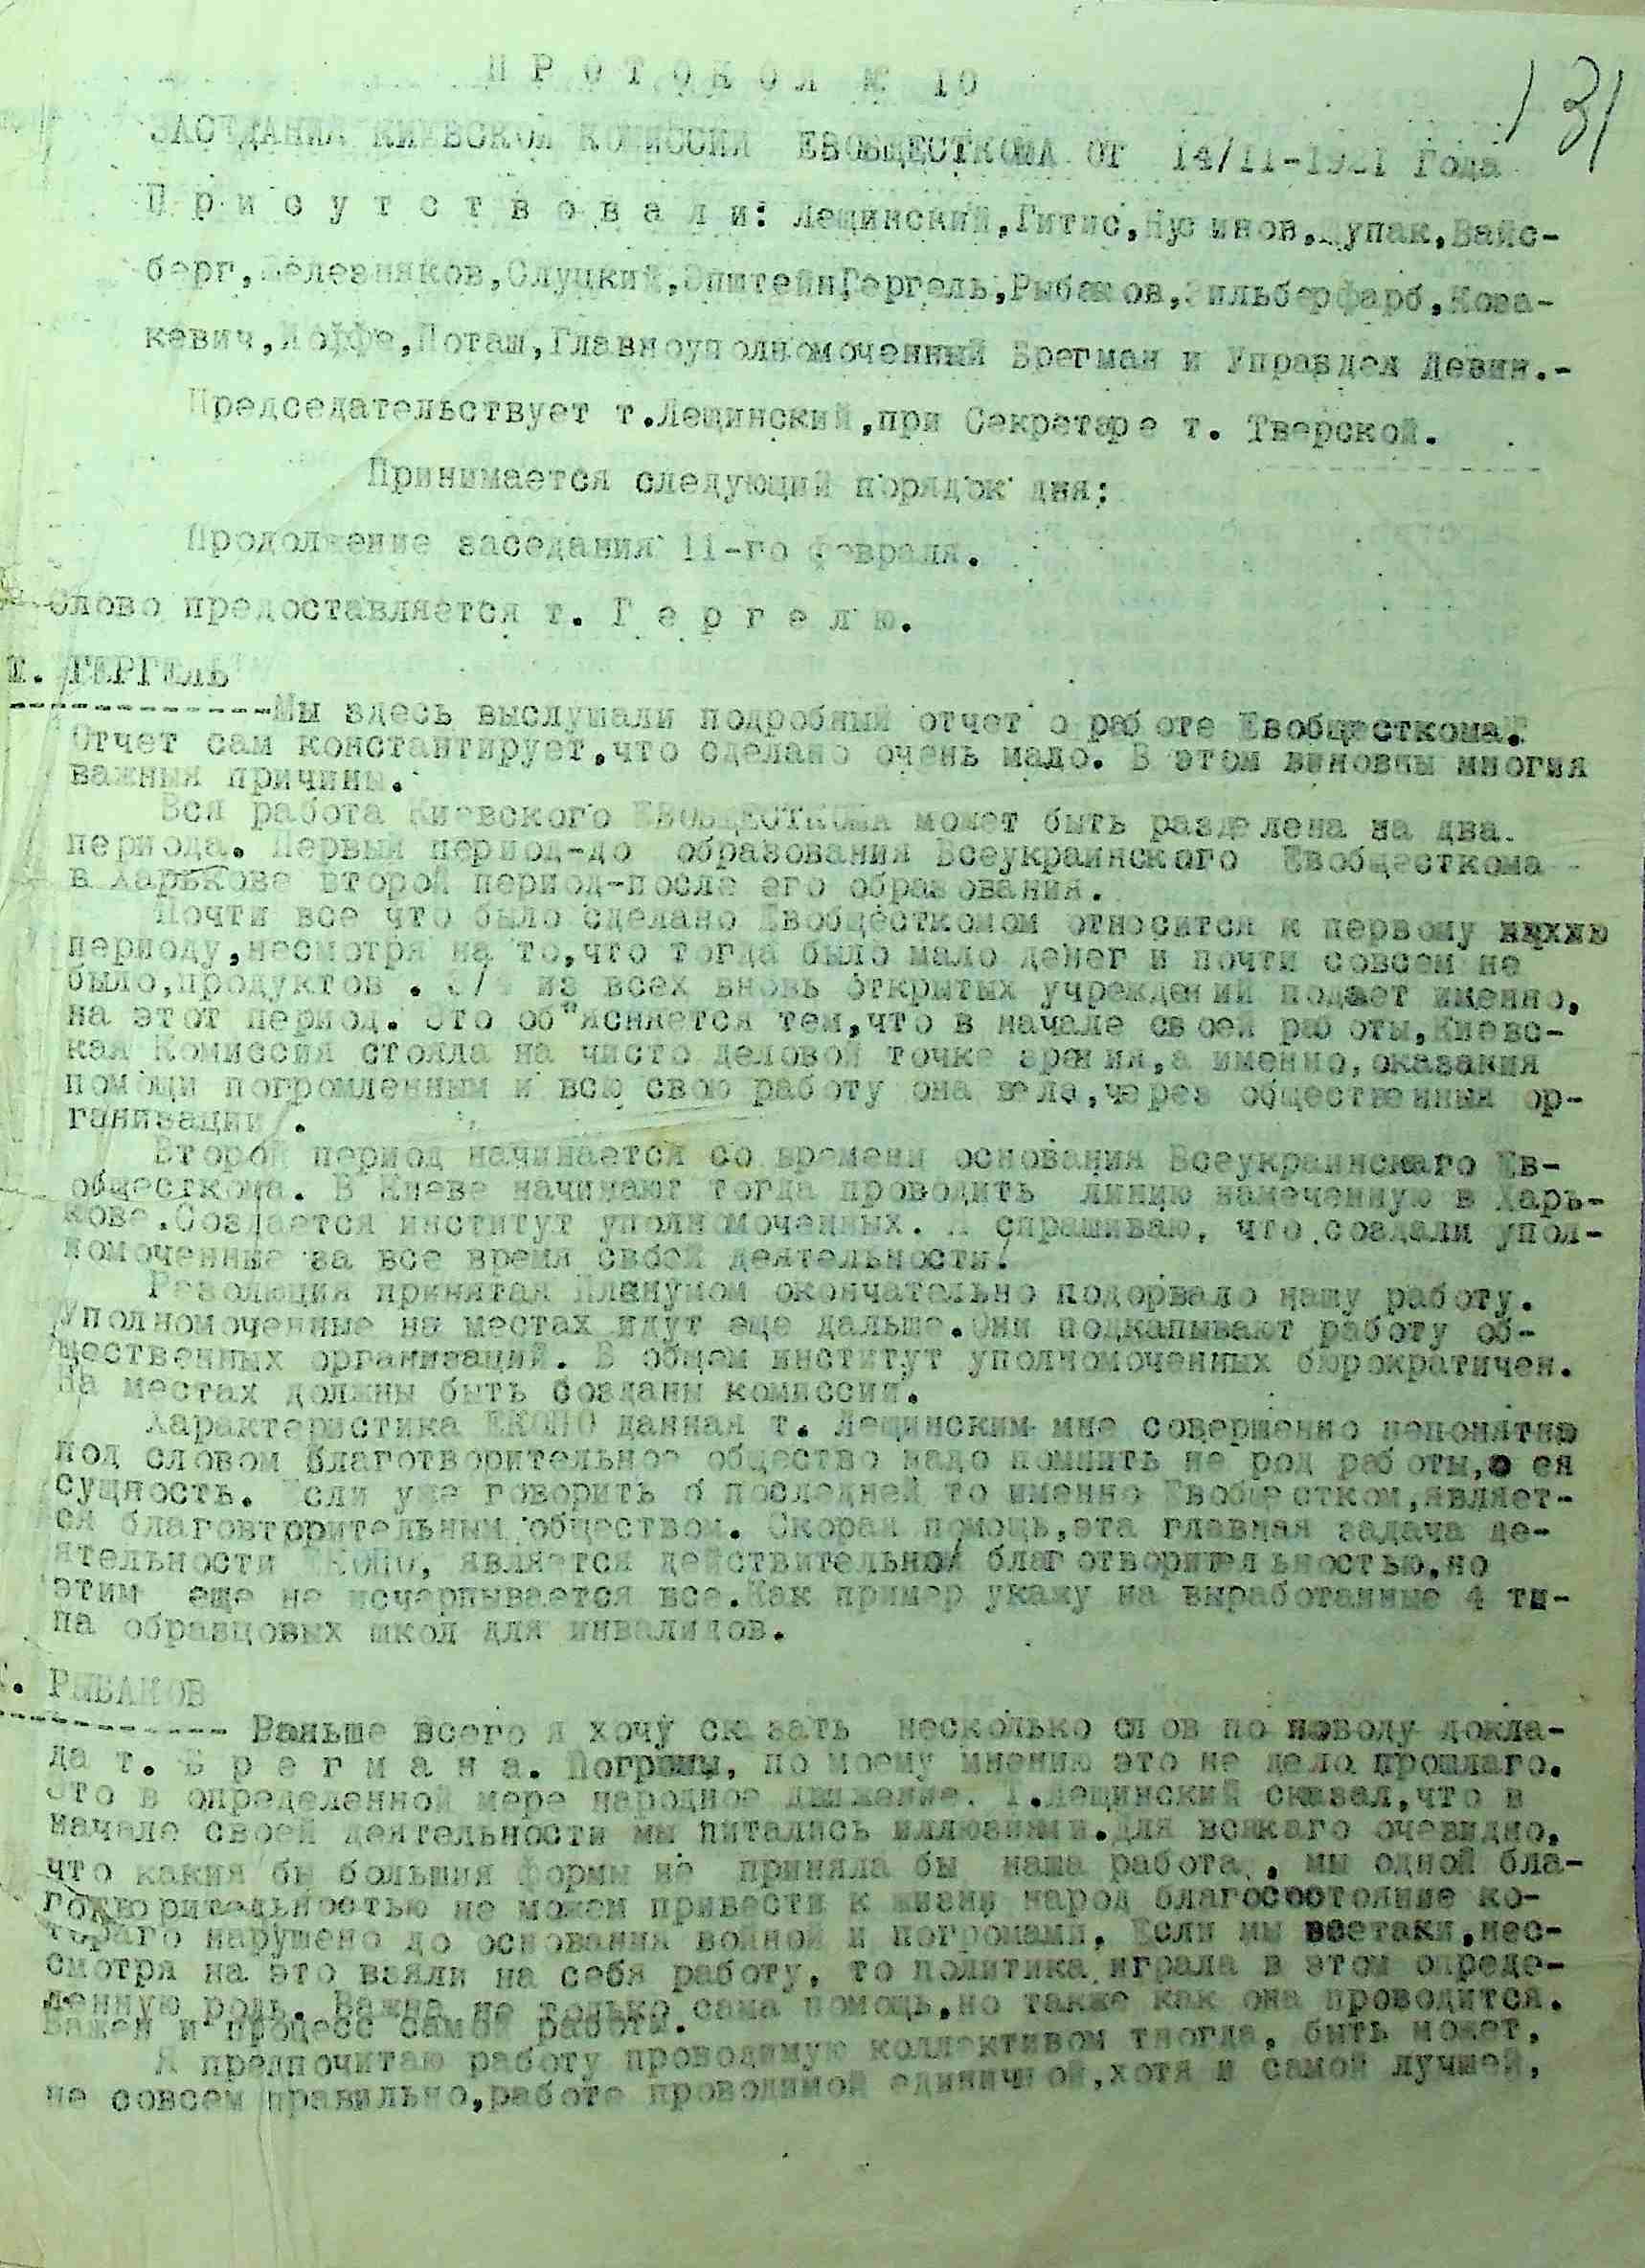 131
П Р О Т О К О Л № 10
ЗАСЕДАНИЯ КИЕВСКОЙ КОМИССИИ ЕВОБЩЕСТКОМА от 14/II-1921 Года
П р и с у т с т в о в а л и: Лещинский,Гитис,Нусинов,Цупак,Вайс-
берг,Железняков,Слуцкий,Эпштейн,Гергель,Рыбаков,Зильберфарб,Коза-
кевич,Иоффе,Поташ,Главноуполномоченный Брегман и Управдел Левин.-
Председательствует т.Лещинский,при Секретаре т. Тверской.
Принимается следующий порядок дня:
Продолжение заседания 11-го февраля.
Слово предоставляется т. Г е р г е л ю.
Т. ГЕРГЕЛЬ
Мы здесь выслушали подробный отчет о работе Евобщесткома.
Отчет сам константирует,что сделано очень мало. В этом виновны многия
важныя причины.
Вся работа Киевского ЕВОБЩЕСТКОМА может быть разделена на два
периода. Первый период-до образования Всеукраинского Евобщесткома
в Харькове второй период-после его образования.
Почти все что было сделано Евобщесткомом относится к первому
периоду,несмотря на то,что тогда было мало денег и почти совсем не
было,продуктов . 3/4 из всех вновь открытых учреждений подает именно,
на этот период. Это об"ясняется тем,что в начале своей работы,Киевс-
кая Комиссия стояла на чисто деловой точке зрения,а именно,оказания
помощи погромленным и всю свою работу она вела,через общественныя ор-
ганизации .
Второй период начинается со времени основания Всеукраинскаго Ев-
общесткома. В Киеве начинают тогда проводить линию намеченную в Харь-
кове.Создается институт уполномоченных. Я спрашиваю, что создали упол-
номоченные за все время своей деятельности.
Резолюция принятая Пленумом окончательно подорвало нашу работу.
Уполномоченные на местах идут еще дальше.Они подкапывают работу об-
щественных организаций. В общем институт уполномоченных бюрократичен.
На местах должны быть созданы комиссии.
Характеристика ЕКОПО данная т. Лещинским мне совершенно непонятно
под словом благотворительное общество надо помнить не род работы,а ея
сущность. Если уже говорить о последней то именно Евобщестком,являет-
ся благовторительным обществом. Скорая помощь,эта главная задача де-
ятельности ЕКОПО, является действительной благотворительностью,но
этим еще не исчерпывается все.Как пример укажу на выработанные 4 ти-
па образцовых школ для инвалидов.
Т. РЫБАКОВ
Раньше всего я хочу сказать несколько слов по поводу докла-
да т. Б р е г м а н а. Погромы, по моему мнению это не дело прошлаго.
Это в определенной мере народное движение. Т.Лещинский сказал,что в
начале своей деятельности мы питались иллюзиями.Для всякаго очевидно,
что какия бы большия формы не приняла бы наша работа , мы одной бла-
готворительностью не можем привести к жизни народ благосостояние ко-
тораго нарушено до основания войной и погромами, Если мы всетаки,нес-
смотря на это взяли на себя работу, то политика играла в этом опреде-
ленную роль. Важна не только сама помощь,но также как она проводится.
Важен и процесс самой работы.
Я предпочитаю работу проводимую коллективом иногда, быть может,
не совсем правильно,работе проводимой единичной,хотя и самой лучшей,